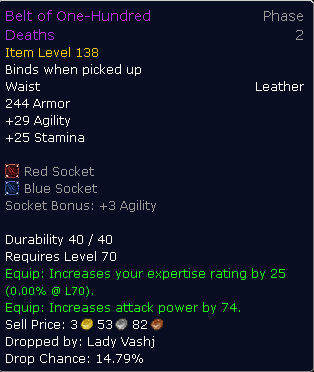 Belt of One-Hundred Phase
Deaths 2
Item Level 138
Binds when picked up
Waist Leather
244 Armor
+29 Agility
+25 Stamina
Red Socket
Blue Socket
Socket Bonus: +3 Agility
Durability 40 / 40
Requires Level 70
Equip: Increases your expertise rating by 25
(0.00% @ L70).
Equip: Increases attack power by 74.
Sell Price: 3 53 82
Dropped by: Lady Vashj
Drop Chance: 14.79%